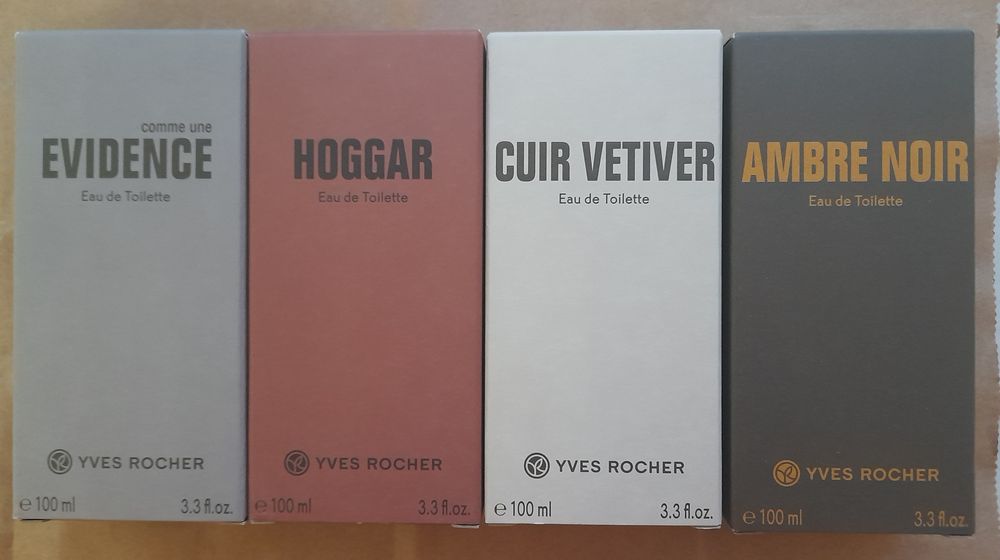 comme une
EVIDENCE
Eau de Toilette
YVES ROCHER
℮ 100 ml 3.3 fl.oz.
HOGGAR
Eau de Toilette
YVES ROCHER
℮ 100 ml 3.3 fl.oz.
CUIR VETIVER
Eau de Toilette
YVES ROCHER
℮ 100 ml 3.3 fl.oz.
AMBRE NOIR
Eau de Toilette
YVES ROCHER
℮ 100 ml 3.3 fl.oz.